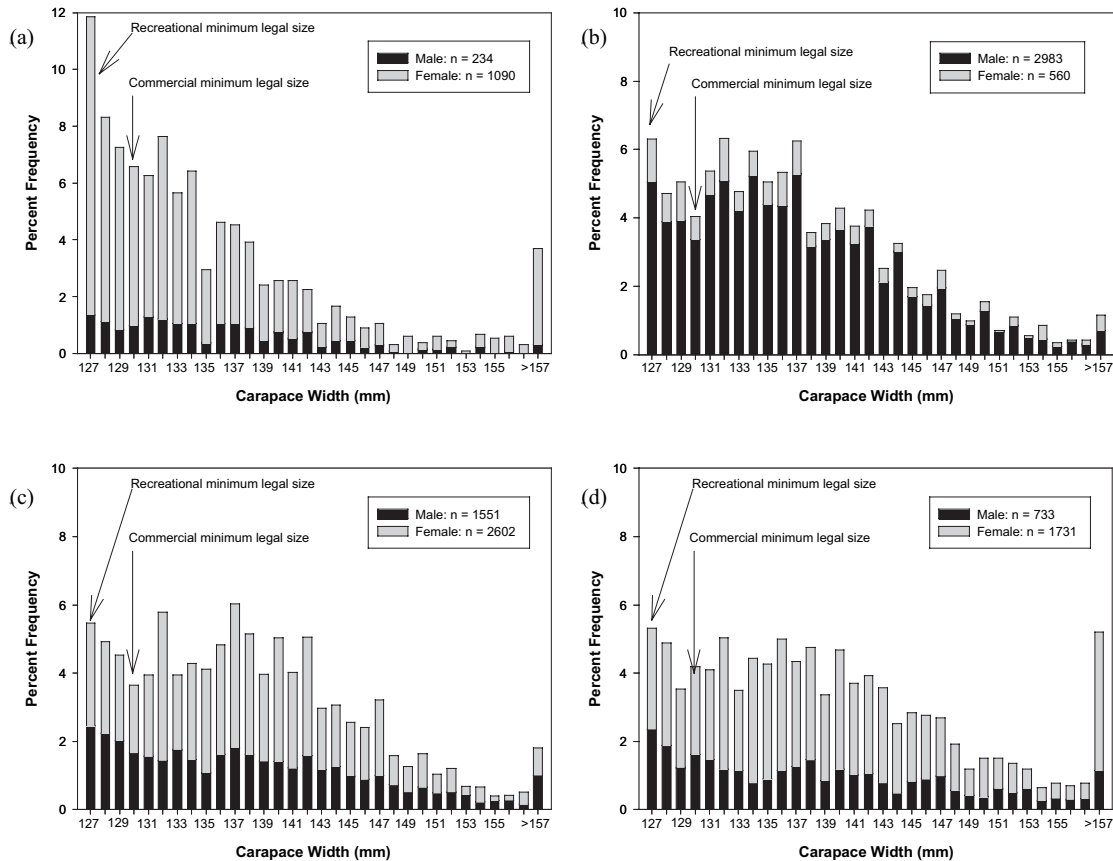 (a)
12
10
8
6
4
2
0
Percent Frequency
Recreational minimum legal size
Commercial minimum legal size
Male: n = 234
Female: n = 1090
127 129 131 133 135 137 139 141 143 145 147 149 151 153 155 >157
Carapace Width (mm)
(b)
10
8
6
4
2
0
Percent Frequency
Recreational minimum legal size
Commercial minimum legal size
Male: n = 2983
Female: n = 560
127 129 131 133 135 137 139 141 143 145 147 149 151 153 155 >157
Carapace Width (mm)
(c)
10
8
6
4
2
0
Percent Frequency
Recreational minimum legal size
Commercial minimum legal size
Male: n = 1551
Female: n = 2602
127 129 131 133 135 137 139 141 143 145 147 149 151 153 155 >157
Carapace Width (mm)
(d)
10
8
6
4
2
0
Percent Frequency
Recreational minimum legal size
Commercial minimum legal size
Male: n = 733
Female: n = 1731
127 129 131 133 135 137 139 141 143 145 147 149 151 153 155 >157
Carapace Width (mm)